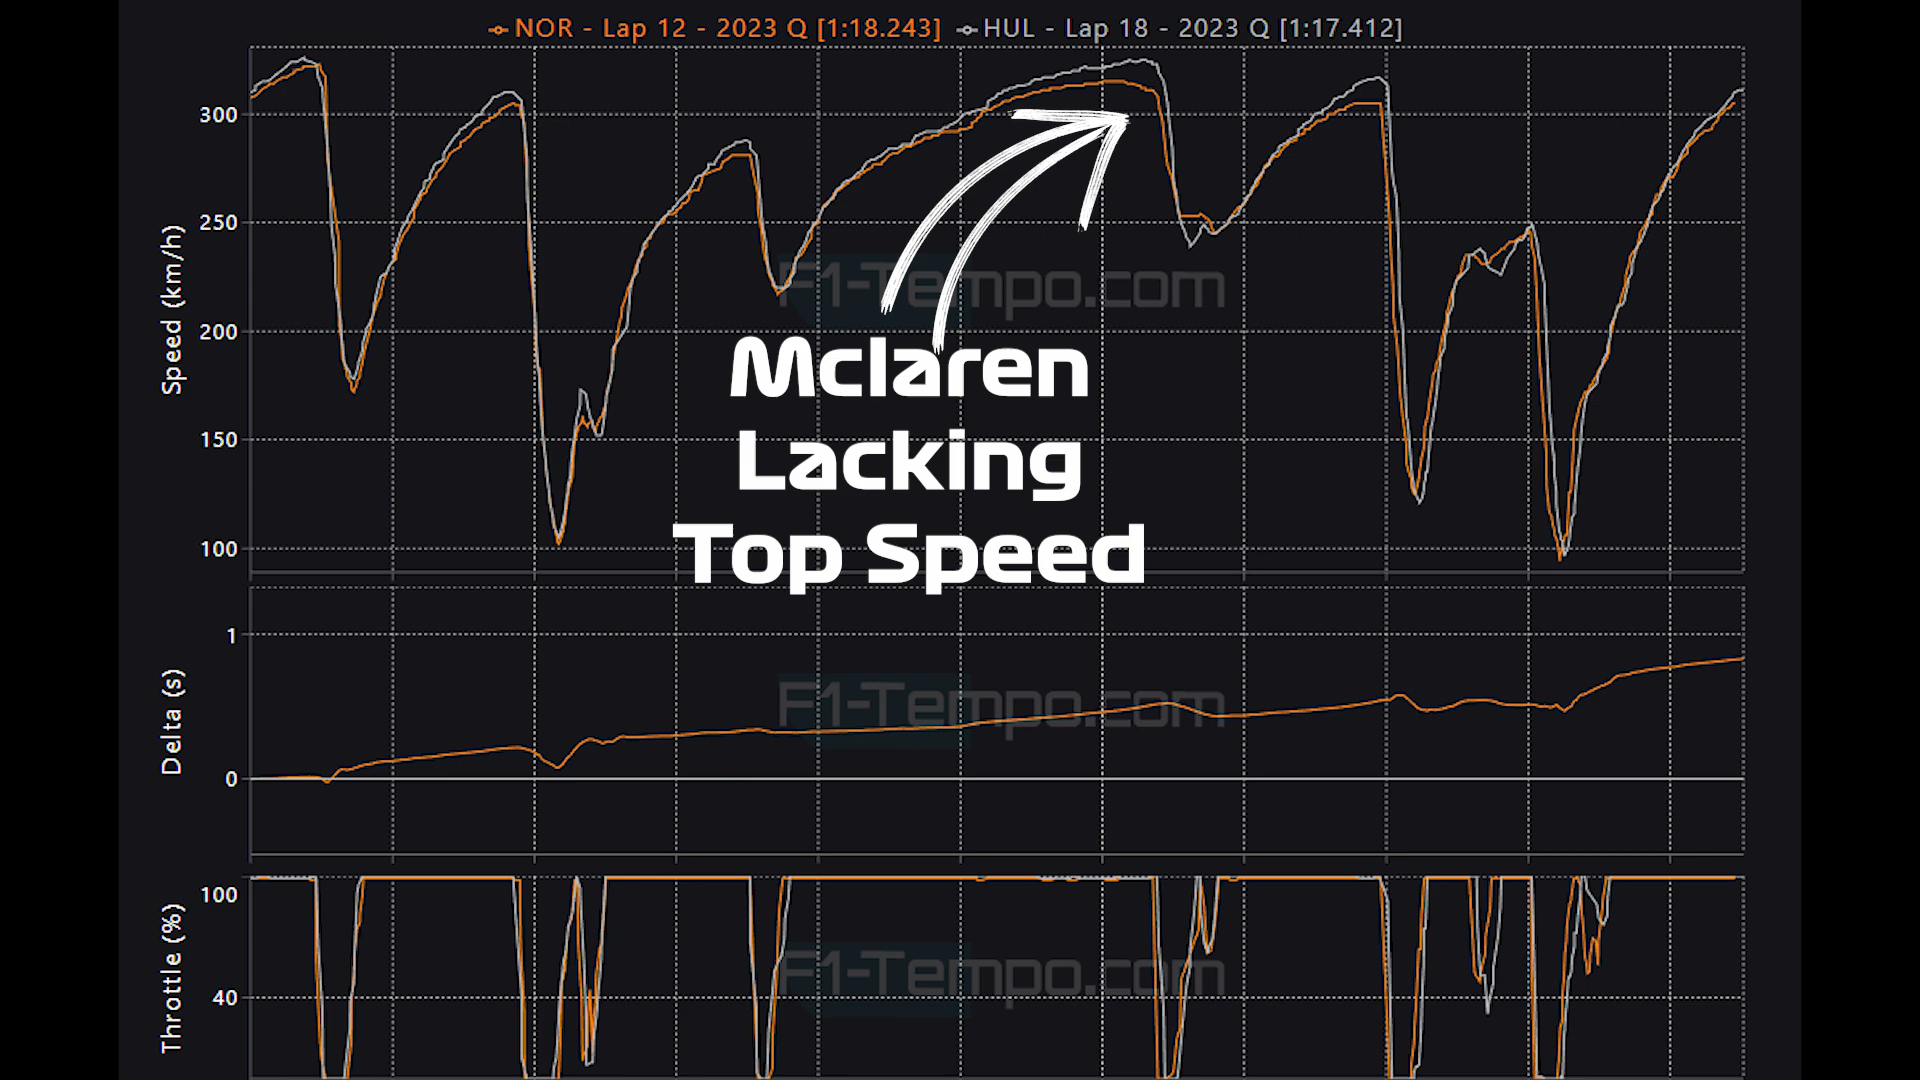 NOR - Lap 12 - 2023 Q [1:18.243] HUL - Lap 18 - 2023 Q [1:17.412]
300
250
200
150
100
Speed (km/h)
F1-Tempo.com
Mclaren
Lacking
Top Speed
1
0
Delta (s)
F1-Tempo.com
100
40
Throttle (%)
F1-Tempo.com